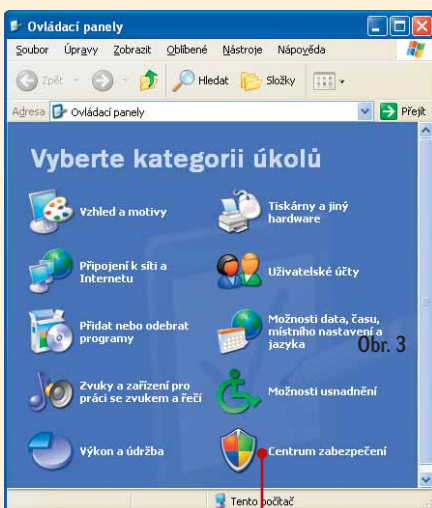 Ovládací panely
Soubor Úpravy Zobrazit Oblíbené Nástroje Nápověda
Zpět Hledat Složky
Adresa Ovládací panely Přejít
Vyberte kategorii úkolů
Vzhled a motivy
Tiskárny a jiný
hardware
Připojení k síti a
Internetu
Uživatelské účty
Přidat nebo odebrat
programy
Možnosti data, času,
místního nastavení a
jazyka
Obr. 3
Zvuky a zařízení pro
práci se zvukem a řečí
Možnosti usnadnění
Výkon a údržba
Centrum zabezpečení
Tento počítač